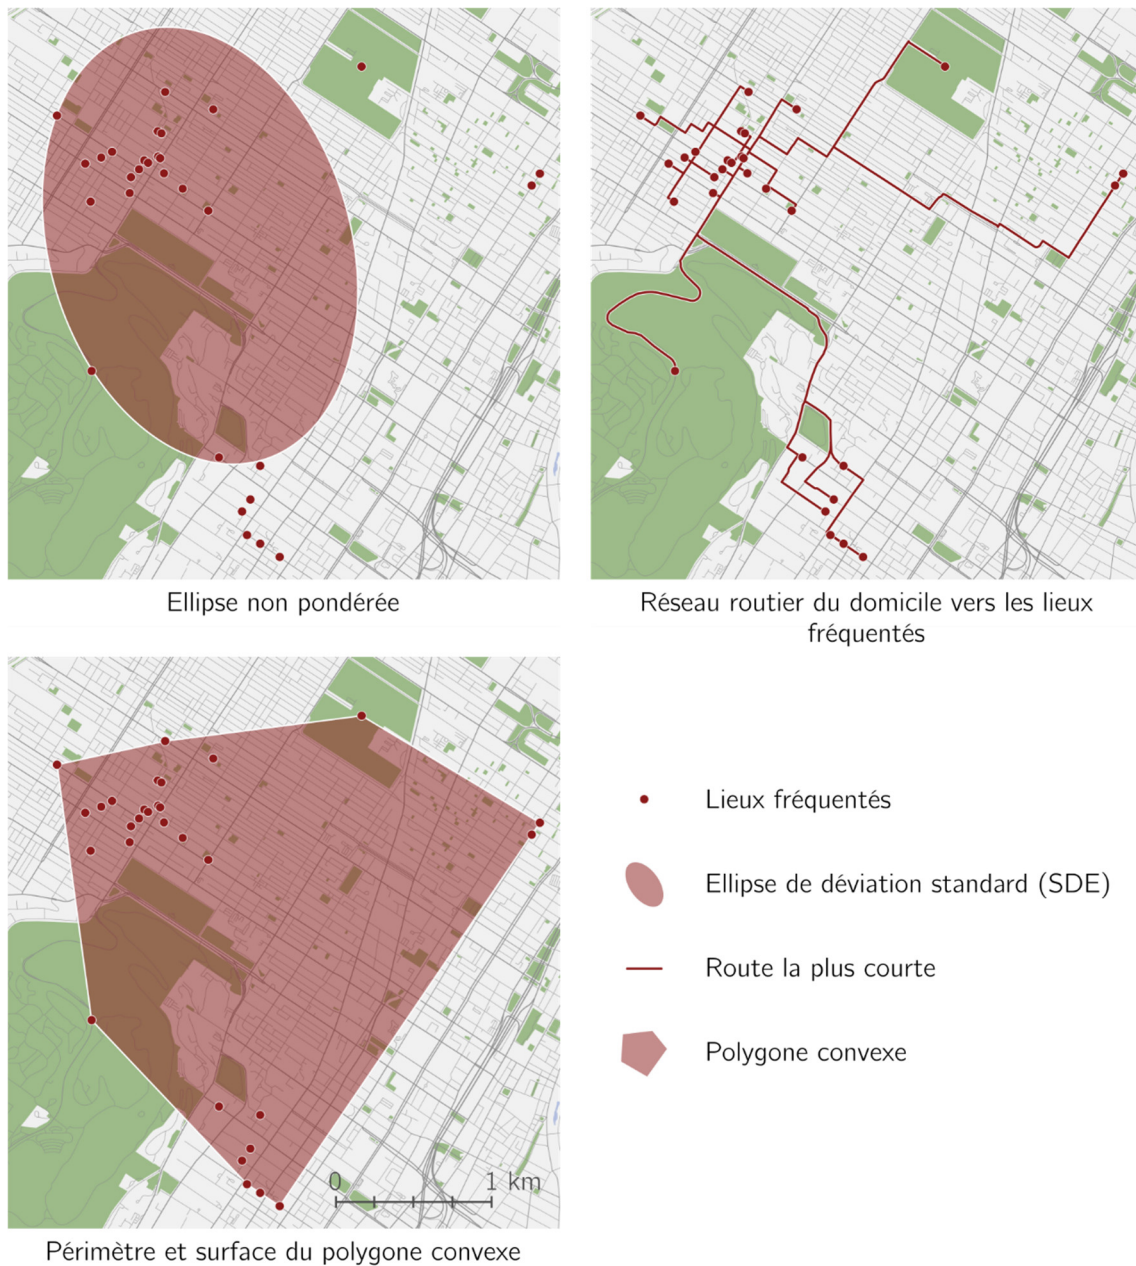 Ellipse non pondérée
Réseau routier du domicile vers les lieux
fréquentés
0 1 km
Périmètre et surface du polygone convexe
Lieux fréquentés
Ellipse de déviation standard (SDE)
Route la plus courte
Polygone convexe